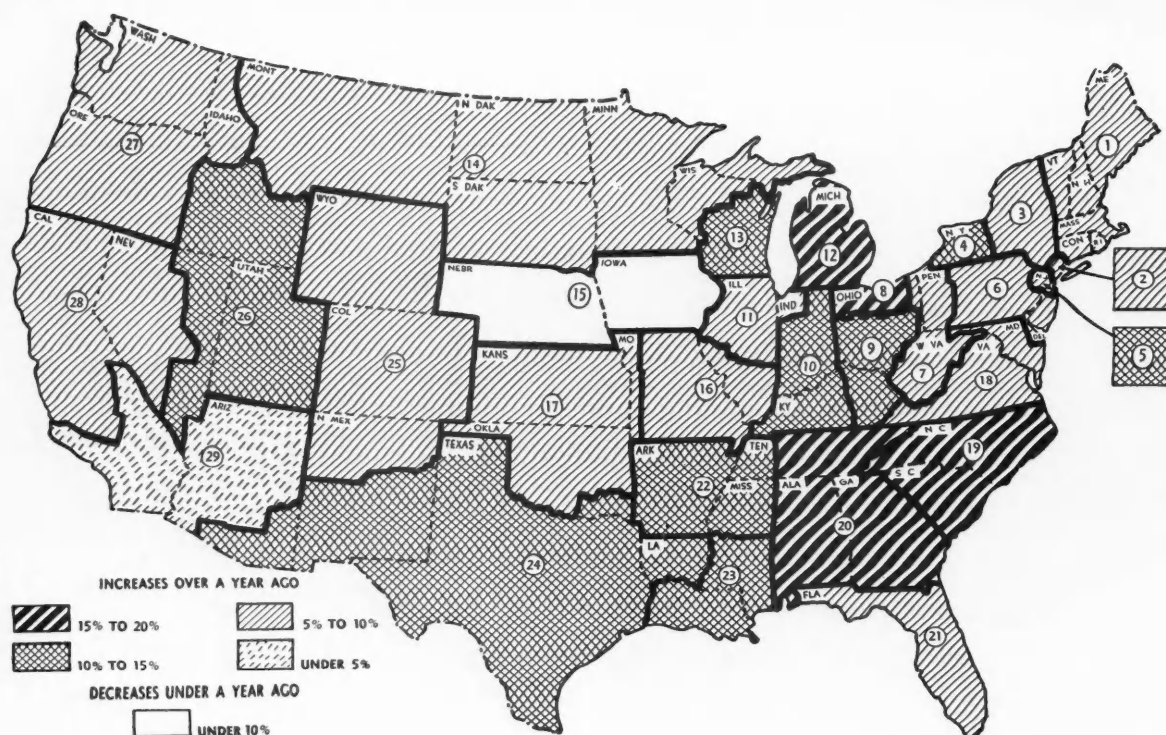 WASH
MONT
N DAK
MINN
ME
ORE
IDAHO
27
14
S DAK
WIS
VT
N H
1
MICH
3
MASS
CAL
NEV
WYO
13
12
N Y
4
CON
R I
UTAH
NEBR
IOWA
ILL
IND
OHIO
8
PEN
6
2
28
26
COL
15
11
9
MD
DEL
5
25
KANS
MO
16
10
W VA
7
VA
18
KY
ARIZ
N MEX
17
OKLA
29
TEXAS
ARK
TEN
N C
19
22
MISS
ALA
GA
S C
20
24
LA
23
FLA
21
INCREASES OVER A YEAR AGO
15% TO 20%
5% TO 10%
10% TO 15%
UNDER 5%
DECREASES UNDER A YEAR AGO
UNDER 10%